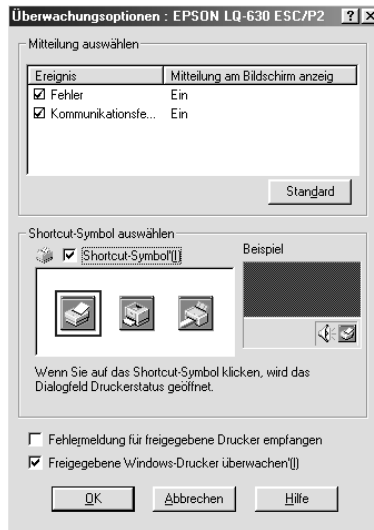 Überwachungsoptionen : EPSON LQ-630 ESC/P2
Mitteilung auswählen
Ereignis Mitteilung am Bildschirm anzeig
Fehler Ein
Kommunikationsfe... Ein
Standard
Shortcut-Symbol auswählen
Shortcut-Symbol'(I) Beispiel
Wenn Sie auf das Shortcut-Symbol klicken, wird das
Dialogfeld Druckerstatus geöffnet.
Fehlermeldung für freigegebene Drucker empfangen
Freigegebene Windows-Drucker überwachen'(I)
OK Abbrechen Hilfe